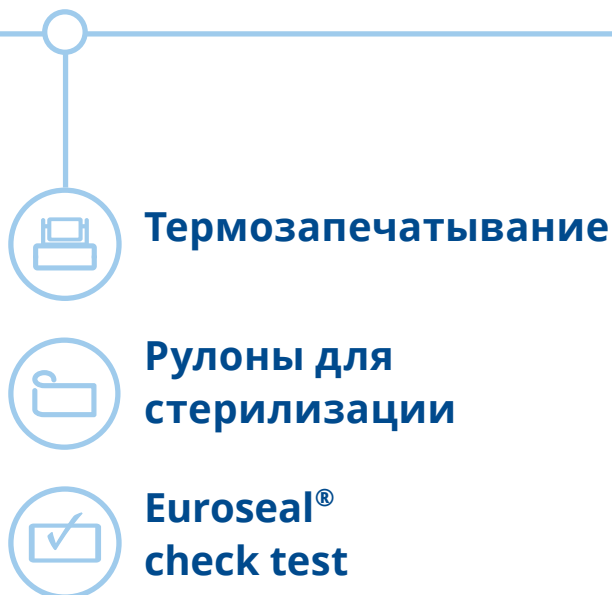 Термозапечатывание
Рулоны для
стерилизации
Euroseal®
check test